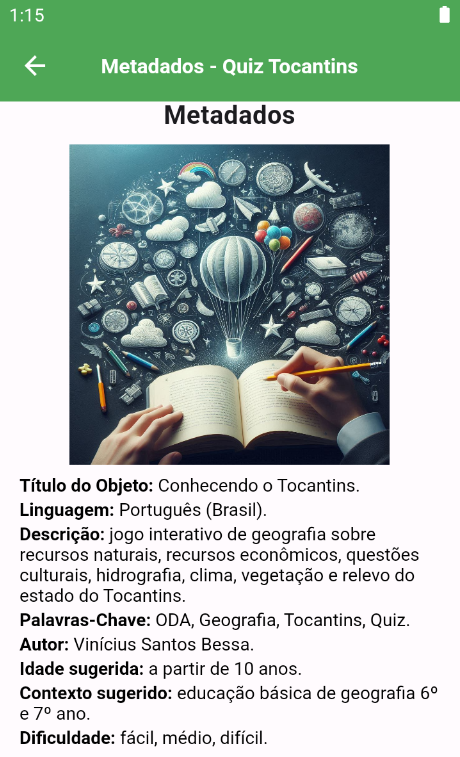 1:15
Metadados - Quiz Tocantins
Metadados
Título do Objeto: Conhecendo o Tocantins.
Linguagem: Português (Brasil).
Descrição: jogo interativo de geografia sobre
recursos naturais, recursos econômicos, questões
culturais, hidrografia, clima, vegetação e relevo do
estado do Tocantins.
Palavras-Chave: ODA, Geografia, Tocantins, Quiz.
Autor: Vinícius Santos Bessa.
Idade sugerida: a partir de 10 anos.
Contexto sugerido: educação básica de geografia 6º
e 7º ano.
Dificuldade: fácil, médio, difícil.